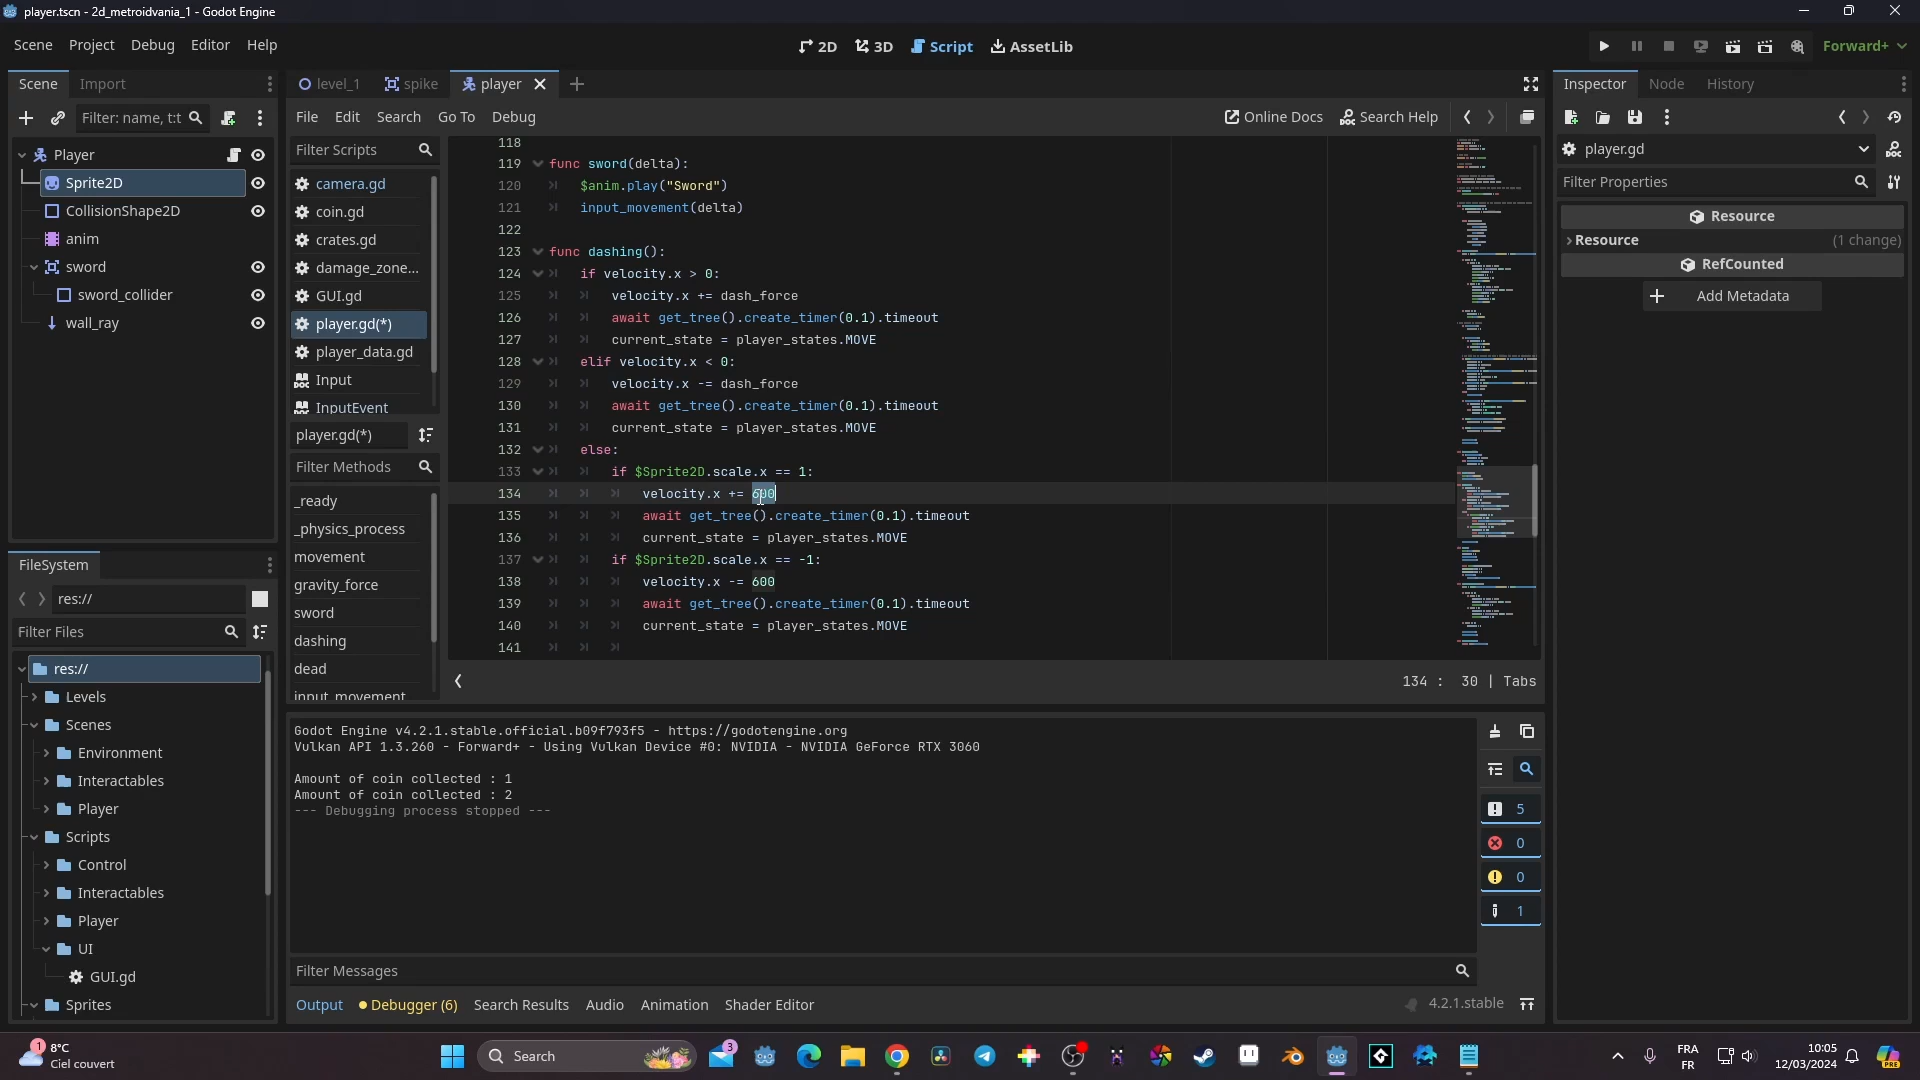 player.tscn - 2d_metroidvania_1 - Godot Engine
Scene Project Debug Editor Help
2D 3D Script AssetLib
Forward+
Scene Import
level_1 spike player
Inspector Node History
Filter: name, t:t
File Edit Search Go To Debug
Online Docs Search Help
Player
Sprite2D
CollisionShape2D
anim
sword
sword_collider
wall_ray
Filter Scripts
camera.gd
coin.gd
crates.gd
damage_zone...
GUI.gd
player.gd(*)
player_data.gd
Input
InputEvent
player.gd(*)
Filter Methods
_ready
_physics_process
movement
gravity_force
sword
dashing
dead
input_movement
118
119 func sword(delta):
120 $anim.play("Sword")
121 input_movement(delta)
122
123 func dashing():
124 if velocity.x > 0:
125 velocity.x += dash_force
126 await get_tree().create_timer(0.1).timeout
127 current_state = player_states.MOVE
128 elif velocity.x < 0:
129 velocity.x -= dash_force
130 await get_tree().create_timer(0.1).timeout
131 current_state = player_states.MOVE
132 else:
133 if $Sprite2D.scale.x == 1:
134 velocity.x += 600
135 await get_tree().create_timer(0.1).timeout
136 current_state = player_states.MOVE
137 if $Sprite2D.scale.x == -1:
138 velocity.x -= 600
139 await get_tree().create_timer(0.1).timeout
140 current_state = player_states.MOVE
141
134 : 30 | Tabs
player.gd
Filter Properties
Resource
Resource (1 change)
RefCounted
Add Metadata
FileSystem
res://
Filter Files
res://
Levels
Scenes
Environment
Interactables
Player
Scripts
Control
Interactables
Player
UI
GUI.gd
Sprites
Godot Engine v4.2.1.stable.official.b09f793f5 - https://godotengine.org
Vulkan API 1.3.260 - Forward+ - Using Vulkan Device #0: NVIDIA - NVIDIA GeForce RTX 3060
Amount of coin collected : 1
Amount of coin collected : 2
--- Debugging process stopped ---
5
0
0
1
Filter Messages
Output Debugger (6) Search Results Audio Animation Shader Editor
4.2.1.stable
1
8°C
Ciel couvert
Search
3
FRA
FR
10:05
12/03/2024
PRE